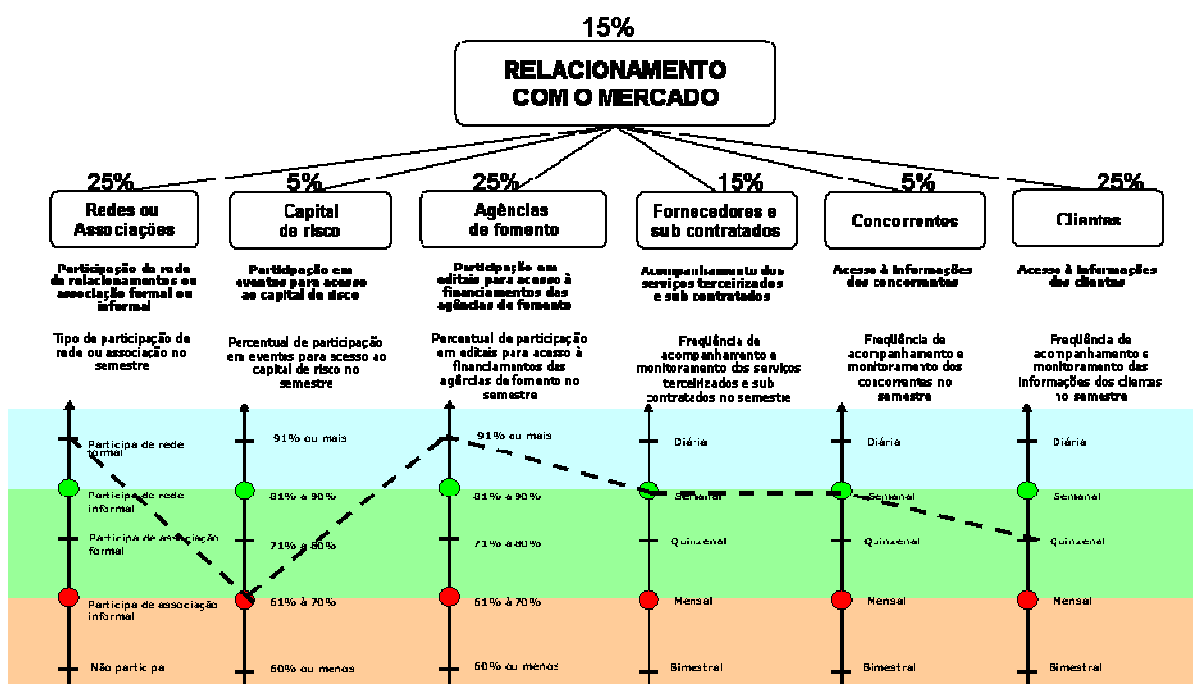 15%
RELACIONAMENTO
COM O MERCADO
25%
Redes ou
Associações
5%
Capital
de risco
25%
Agências
de fomento
15%
Fornecedores e
sub contratados
5%
Concorrentes
25%
Clientes
Participação da rede
de relacionamentos ou
associação formal ou
informal
Participação em
eventos para acesso
ao capital de risco
Participação em
editais para acesso à
financiamentos das
agências de fomento
Acompanhamento dos
serviços terceirizados
e sub contratados
Acesso à Informações
dos concorrentes
Acesso à Informações
dos clientes
Tipo de participação de
rede ou associação no
semestre
Percentual de participação
em eventos para acesso ao
capital de risco no
semestre
Percentual de participação
em editais para acesso à
financiamentos das
agências de fomento no
semestre
Freqüência de
acompanhamento e
monitoramento dos serviços
terceirizados e sub
contratados no semestre
Freqüência de
acompanhamento e
monitoramento dos
concorrentes no
semestre
Freqüência de
acompanhamento e
monitoramento das
informações dos clientes
no semestre
Participa de rede
formal
Participa de rede
informal
Participa de associação
formal
Participa de associação
informal
Não participa
91% ou mais
81% à 90%
71% à 80%
61% à 70%
60% ou menos
91% ou mais
81% à 90%
71% à 80%
61% à 70%
60% ou menos
Diária
Semanal
Quinzenal
Mensal
Bimestral
Diária
Semanal
Quinzenal
Mensal
Bimestral
Diária
Semanal
Quinzenal
Mensal
Bimestral